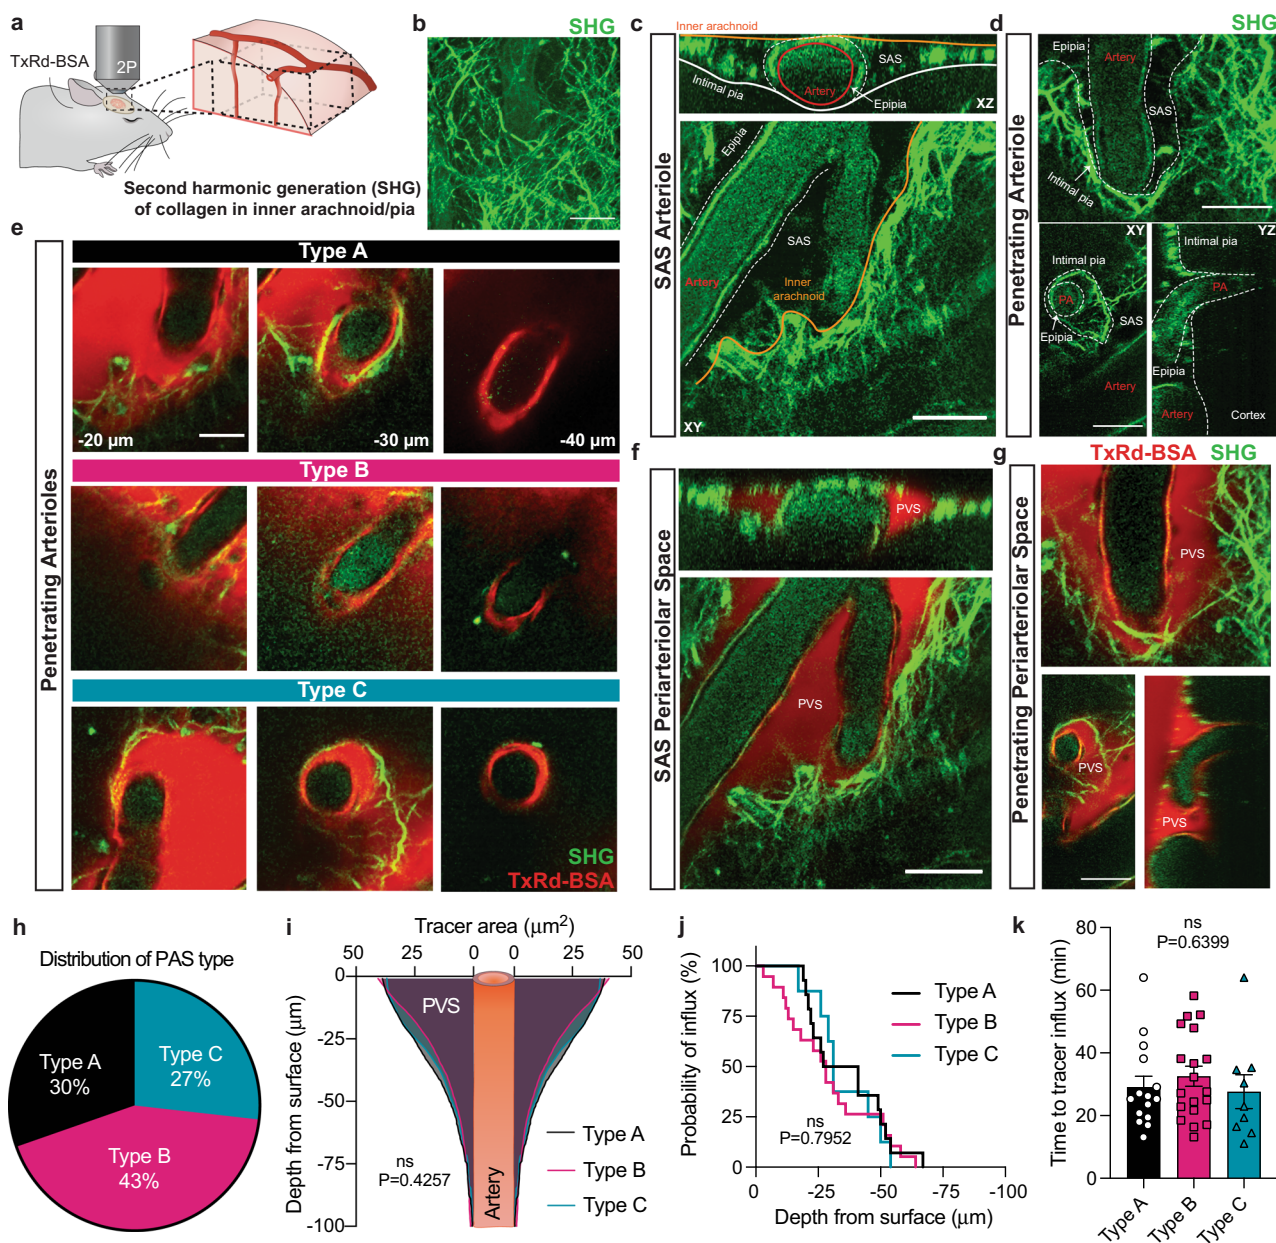 a
TxRd-BSA
2P
Second harmonic generation (SHG)
of collagen in inner arachnoid/pia
b
SHG
c
SAS Arteriole
Inner arachnoid
SAS
Intimal pia
Artery
Epipia
XZ
Epipia
SAS
Artery
Inner
arachnoid
XY
d
SHG
Penetrating Arteriole
Epipia
Artery
SAS
Intimal pia
XY
Intimal pia
PA
SAS
Epipia
Artery
YZ
Intimal pia
PA
Epipia
Artery
Cortex
e
Penetrating Arterioles
Type A
-20 µm
-30 µm
-40 µm
Type B
Type C
SHG
TxRd-BSA
f
SAS Periarteriolar Space
PVS
PVS
g
TxRd-BSA SHG
Penetrating Periarteriolar Space
PVS
PVS
PVS
h
Distribution of PAS type
Type A
30%
Type C
27%
Type B
43%
i
Tracer area (µm²)
50 25 0 0 25 50
Depth from surface (µm)
0
-25
-50
-75
-100
PVS
Artery
ns
P=0.4257
Type A
Type B
Type C
j
Probability of influx (%)
100
75
50
25
0
Type A
Type B
Type C
ns
P=0.7952
0 -25 -50 -75 -100
Depth from surface (µm)
k
Time to tracer influx (min)
80
60
40
20
0
ns
P=0.6399
Type A
Type B
Type C